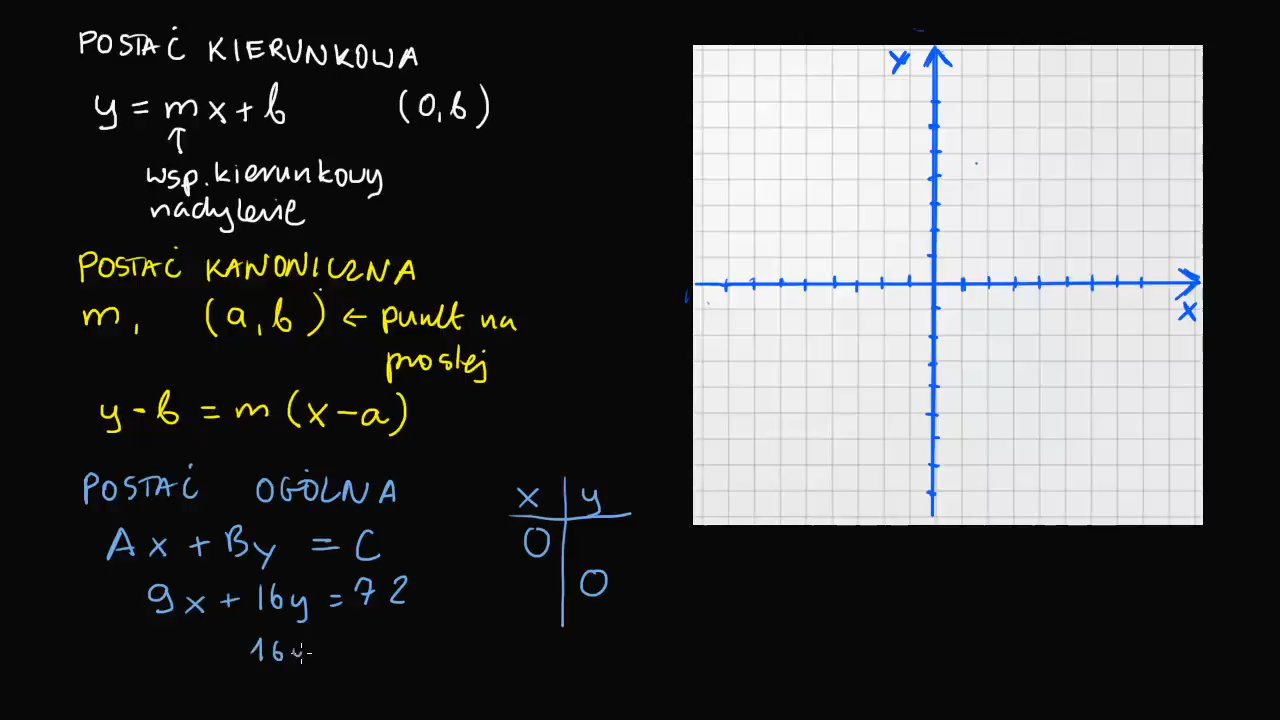 POSTAĆ KIERUNKOWA
y = mx + b (0,b)
↑
wsp. kierunkowy
nachylenie
POSTAĆ KANONICZNA
m, (a,b) ← punkt na
prostej
y - b = m (x - a)
POSTAĆ OGÓLNA
Ax + By = C
9x + 16y = 72
16y
x y
0
0
y
x